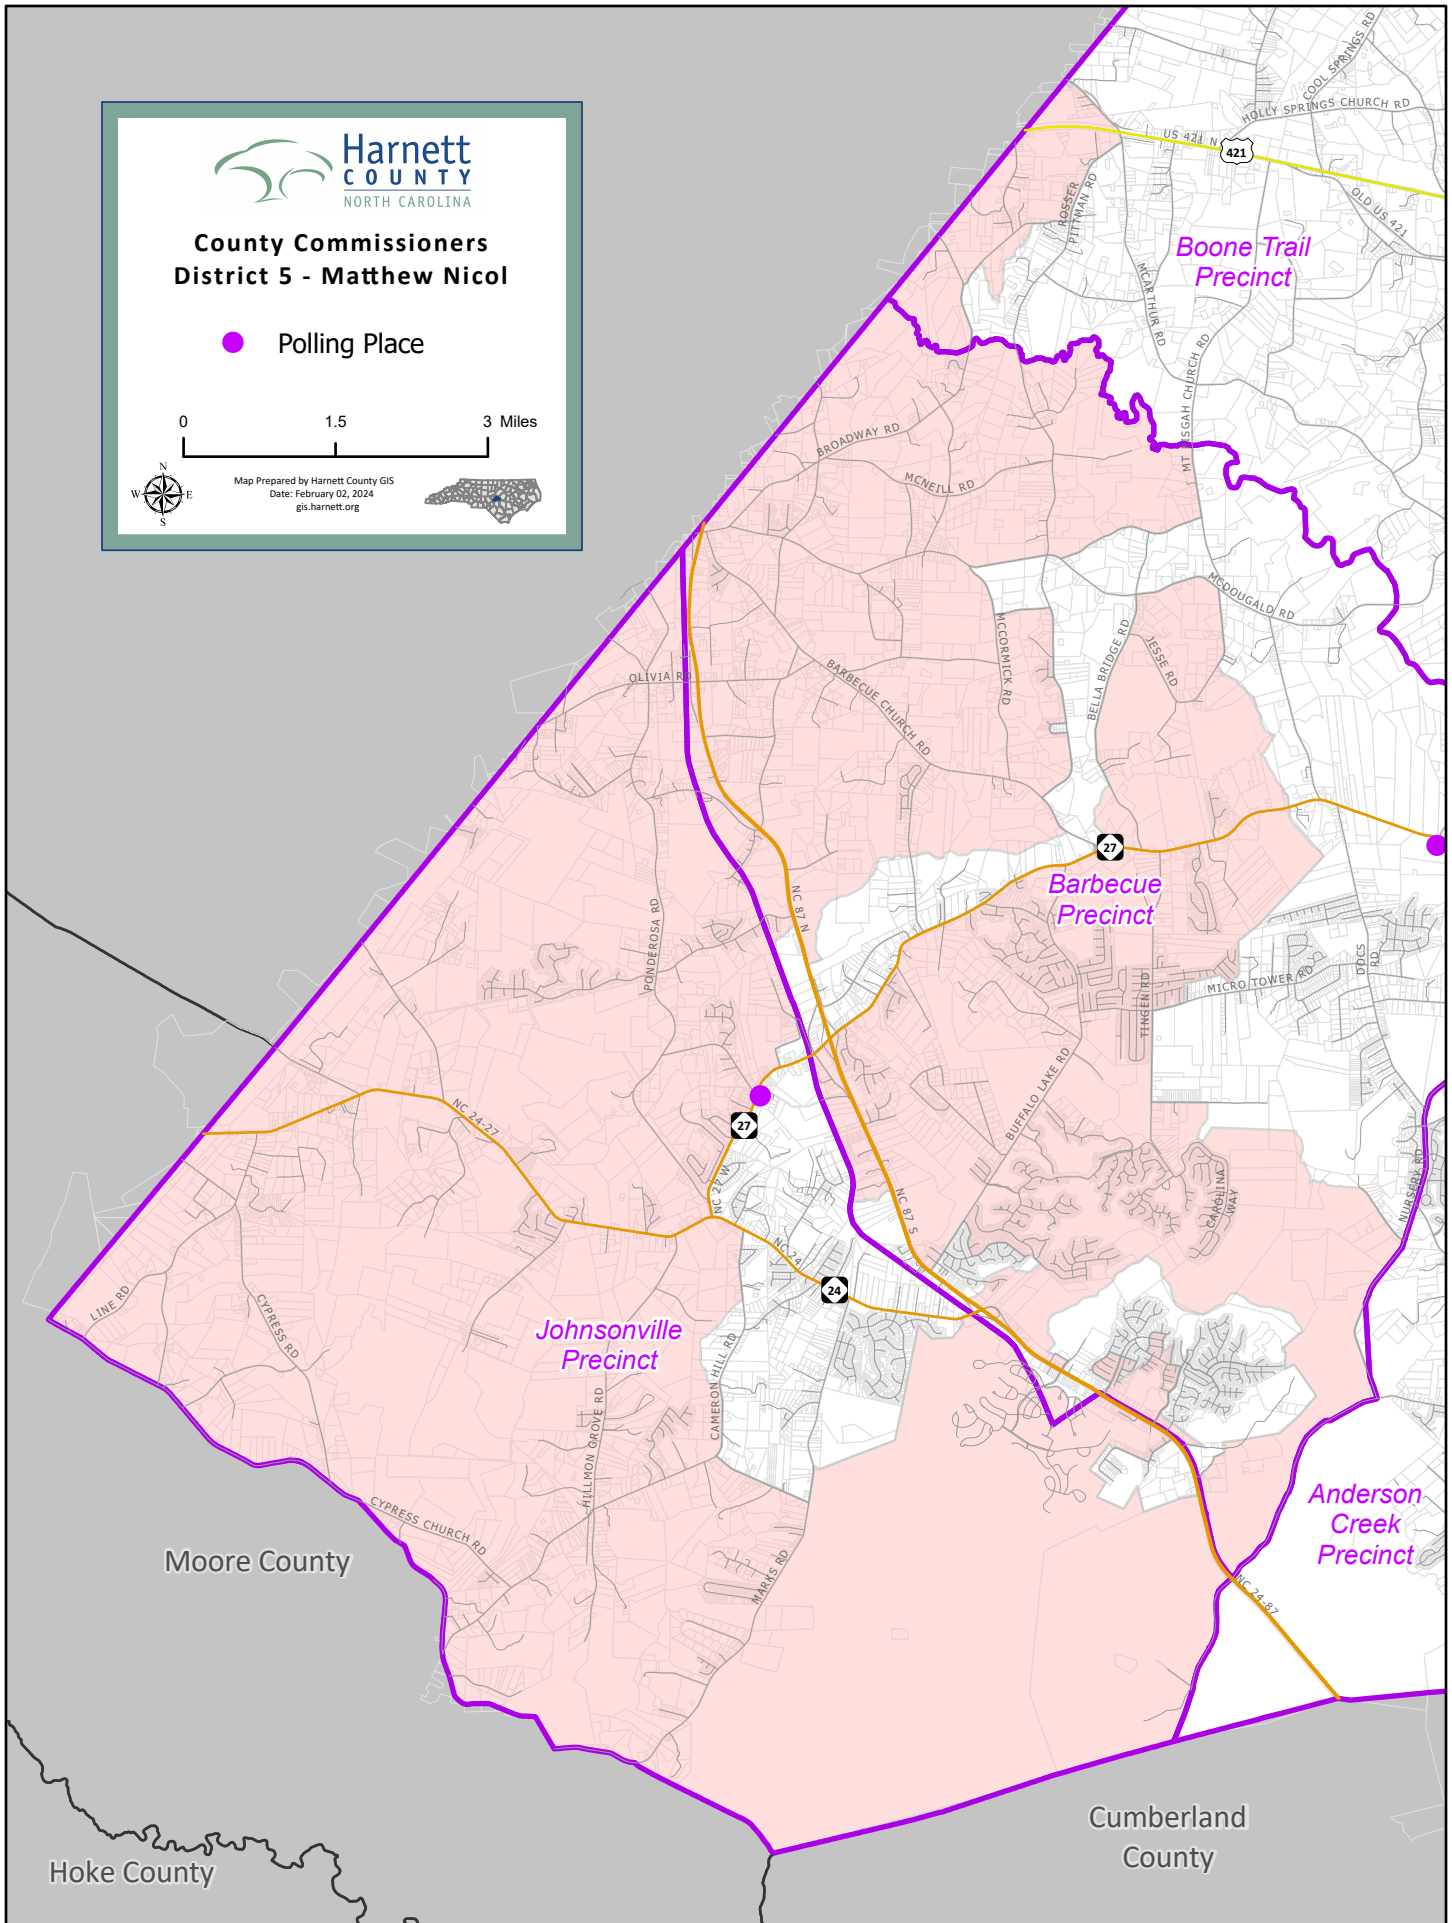 Harnett
COUNTY
NORTH CAROLINA
County Commissioners
District 5 - Matthew Nicol
Polling Place
0 1.5 3 Miles
N
W E
S
Map Prepared by Harnett County GIS
Date: February 02, 2024
gis.harnett.org
COOL SPRINGS RD
HOLLY SPRINGS CHURCH RD
US 421 N
421
OLD US 421
ROSSER
PITTMAN RD
Boone Trail
Precinct
MCARTHUR RD
MT PISGAH CHURCH RD
BROADWAY RD
MCNEILL RD
MCDOUGALD RD
MCCORMICK RD
BELLA BRIDGE RD
JESSE RD
OLIVIA RD
BARBECUE CHURCH RD
27
Barbecue
Precinct
NC 87 N
PONDEROSA RD
DOCS
RD
MICRO TOWER RD
TINGEN RD
BUFFALO LAKE RD
NC 24-27
27
NC 27 W
NURSERY RD
CAROLINA
WAY
NC 87 S
NC 24
24
LINE RD
CYPRESS RD
Johnsonville
Precinct
CAMERON HILL RD
HILLMON GROVE RD
CYPRESS CHURCH RD
MARKS RD
Anderson
Creek
Precinct
NC 24-87
Moore County
Cumberland
County
Hoke County